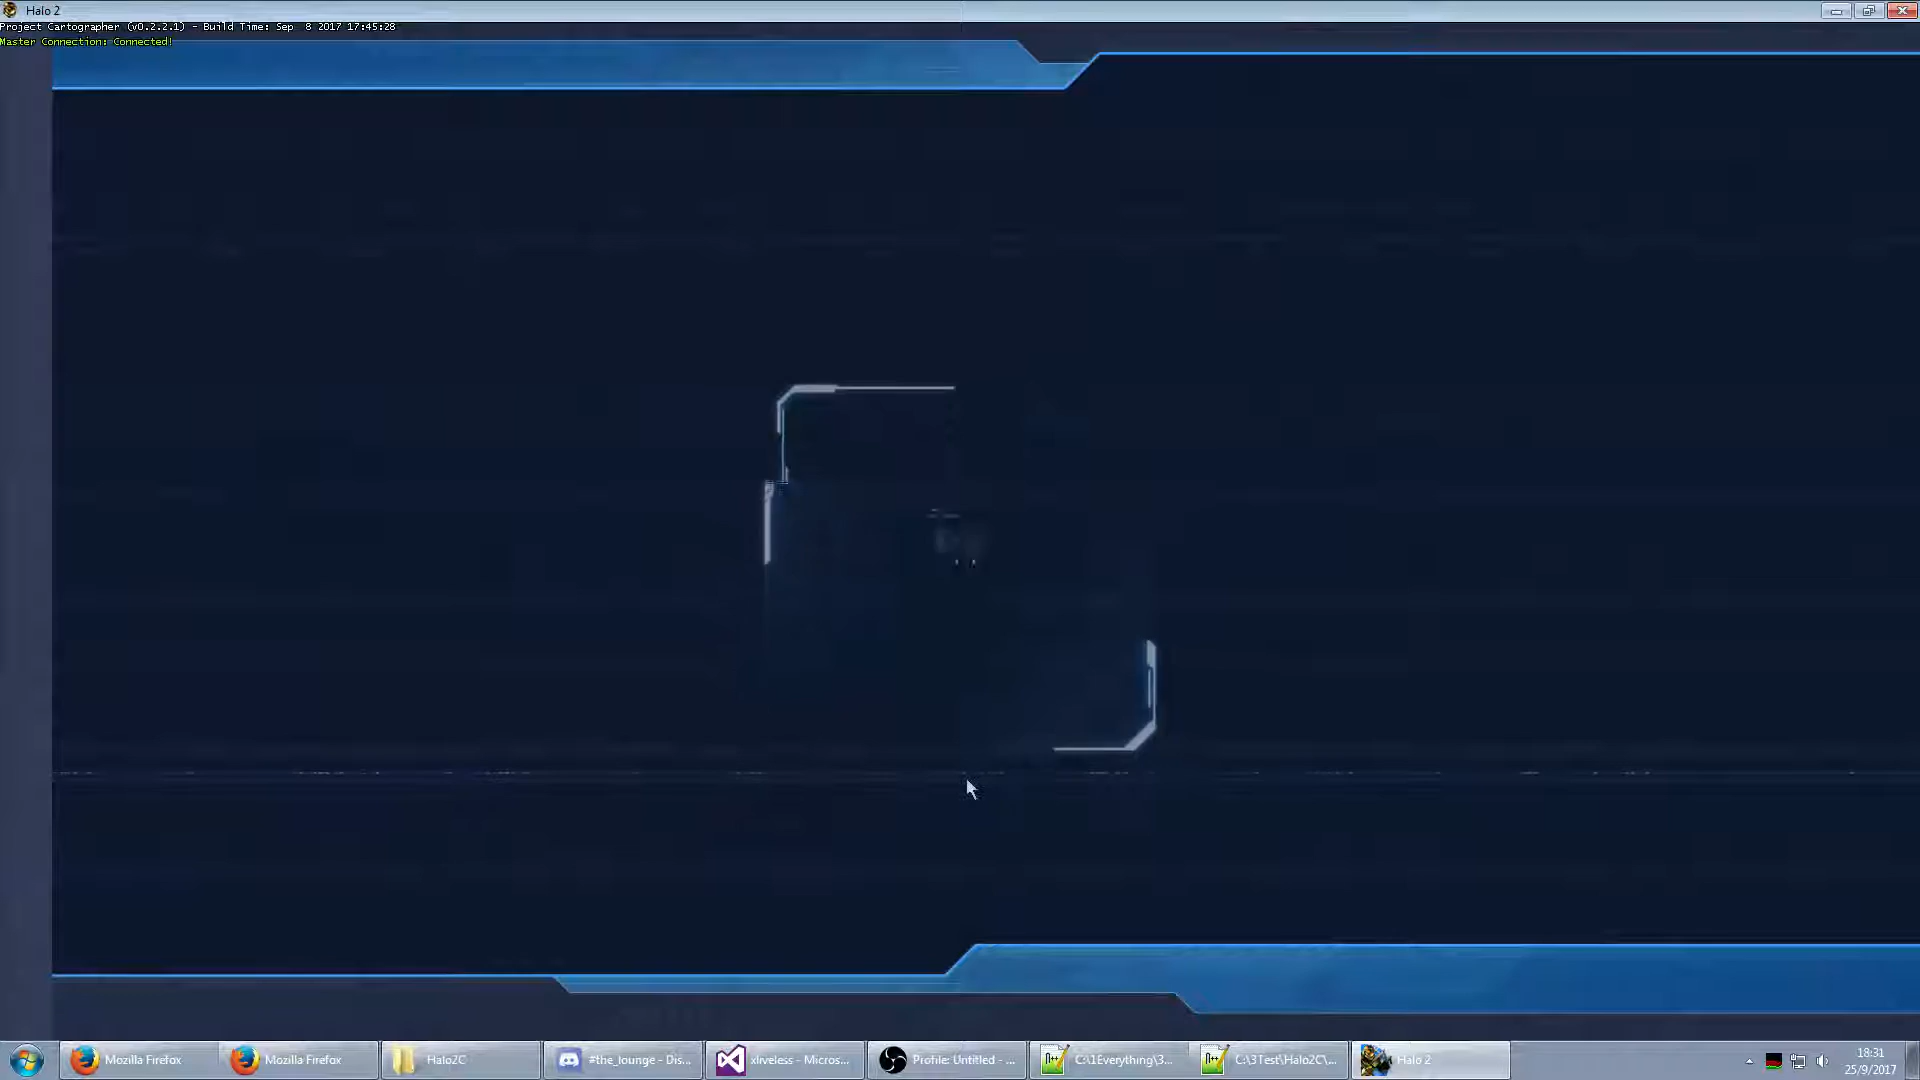 Halo 2
Project Cartographer (v0.2.2.1) - Build Time: Sep  8 2017 17:45:28
Master Connection: Connected!
Mozilla Firefox
Mozilla Firefox
Halo2C
#the_lounge - Dis...
xliveless - Micros...
Profile: Untitled - ...
C:\1Everything\3...
C:\3Test\Halo2C\...
Halo 2
18:31
25/9/2017